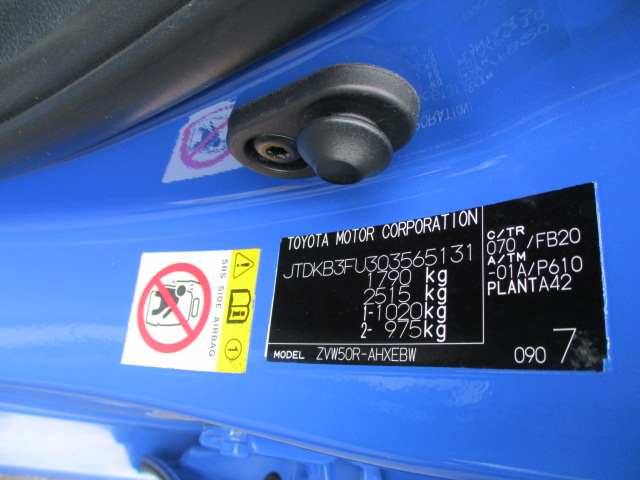 TOYOTA MOTOR CORPORATION
JTDKB3FU303565131
1790 kg
2515 kg
1-1020kg
2- 975kg
MODEL ZVW50R-AHXEBW
C/TR
070 /FB20
A/TM
-01A/P610
PLANTA42
090 7
SRS SIDE AIRBAG
1